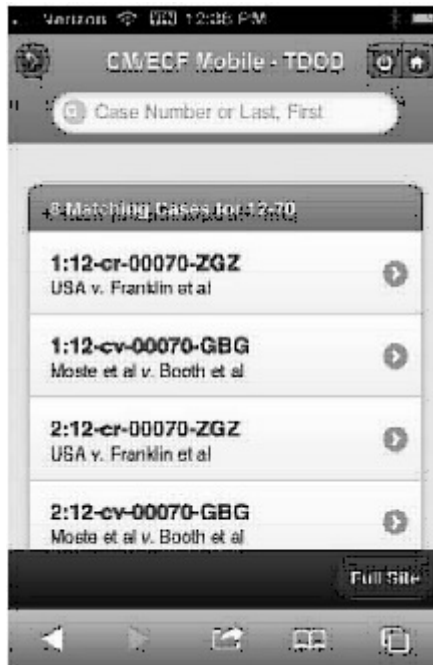 Verizon 12:38 PM
CM/ECF Mobile - TDOD
Case Number or Last, First
8 Matching Cases for 12-70
1:12-cr-00070-ZGZ
USA v. Franklin et al
1:12-cv-00070-GBG
Moste et al v. Booth et al
2:12-cr-00070-ZGZ
USA v. Franklin et al
2:12-cv-00070-GBG
Moste et al v. Booth et al
Full Site